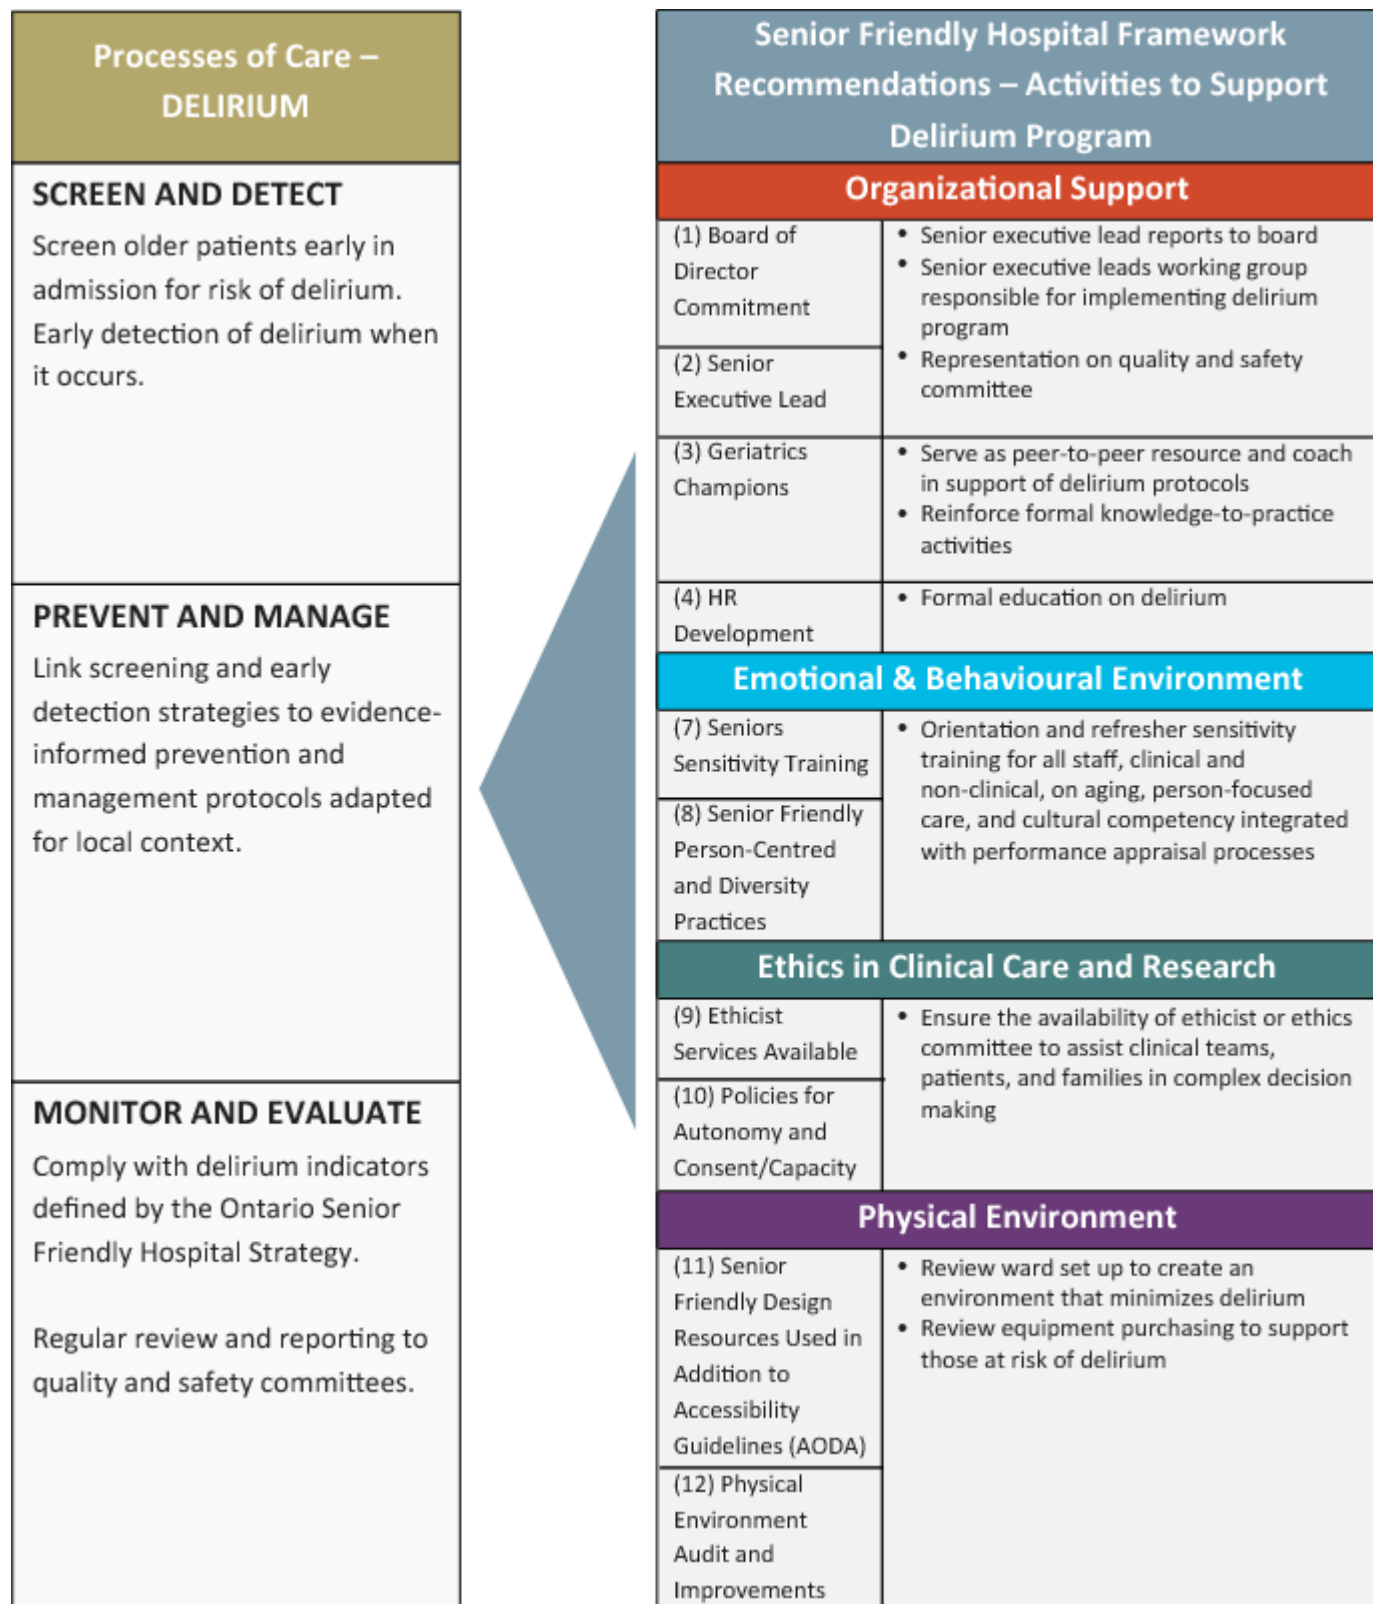 Processes of Care –
DELIRIUM
SCREEN AND DETECT
Screen older patients early in
admission for risk of delirium.
Early detection of delirium when
it occurs.
PREVENT AND MANAGE
Link screening and early
detection strategies to evidence-
informed prevention and
management protocols adapted
for local context.
MONITOR AND EVALUATE
Comply with delirium indicators
defined by the Ontario Senior
Friendly Hospital Strategy.
Regular review and reporting to
quality and safety committees.
Senior Friendly Hospital Framework
Recommendations – Activities to Support
Delirium Program
Organizational Support
(1) Board of
Director
Commitment
(2) Senior
Executive Lead
• Senior executive lead reports to board
• Senior executive leads working group
responsible for implementing delirium
program
• Representation on quality and safety
committee
(3) Geriatrics
Champions
• Serve as peer-to-peer resource and coach
in support of delirium protocols
• Reinforce formal knowledge-to-practice
activities
(4) HR
Development
• Formal education on delirium
Emotional & Behavioural Environment
(7) Seniors
Sensitivity Training
(8) Senior Friendly
Person-Centred
and Diversity
Practices
• Orientation and refresher sensitivity
training for all staff, clinical and
non-clinical, on aging, person-focused
care, and cultural competency integrated
with performance appraisal processes
Ethics in Clinical Care and Research
(9) Ethicist
Services Available
(10) Policies for
Autonomy and
Consent/Capacity
• Ensure the availability of ethicist or ethics
committee to assist clinical teams,
patients, and families in complex decision
making
Physical Environment
(11) Senior
Friendly Design
Resources Used in
Addition to
Accessibility
Guidelines (AODA)
(12) Physical
Environment
Audit and
Improvements
• Review ward set up to create an
environment that minimizes delirium
• Review equipment purchasing to support
those at risk of delirium